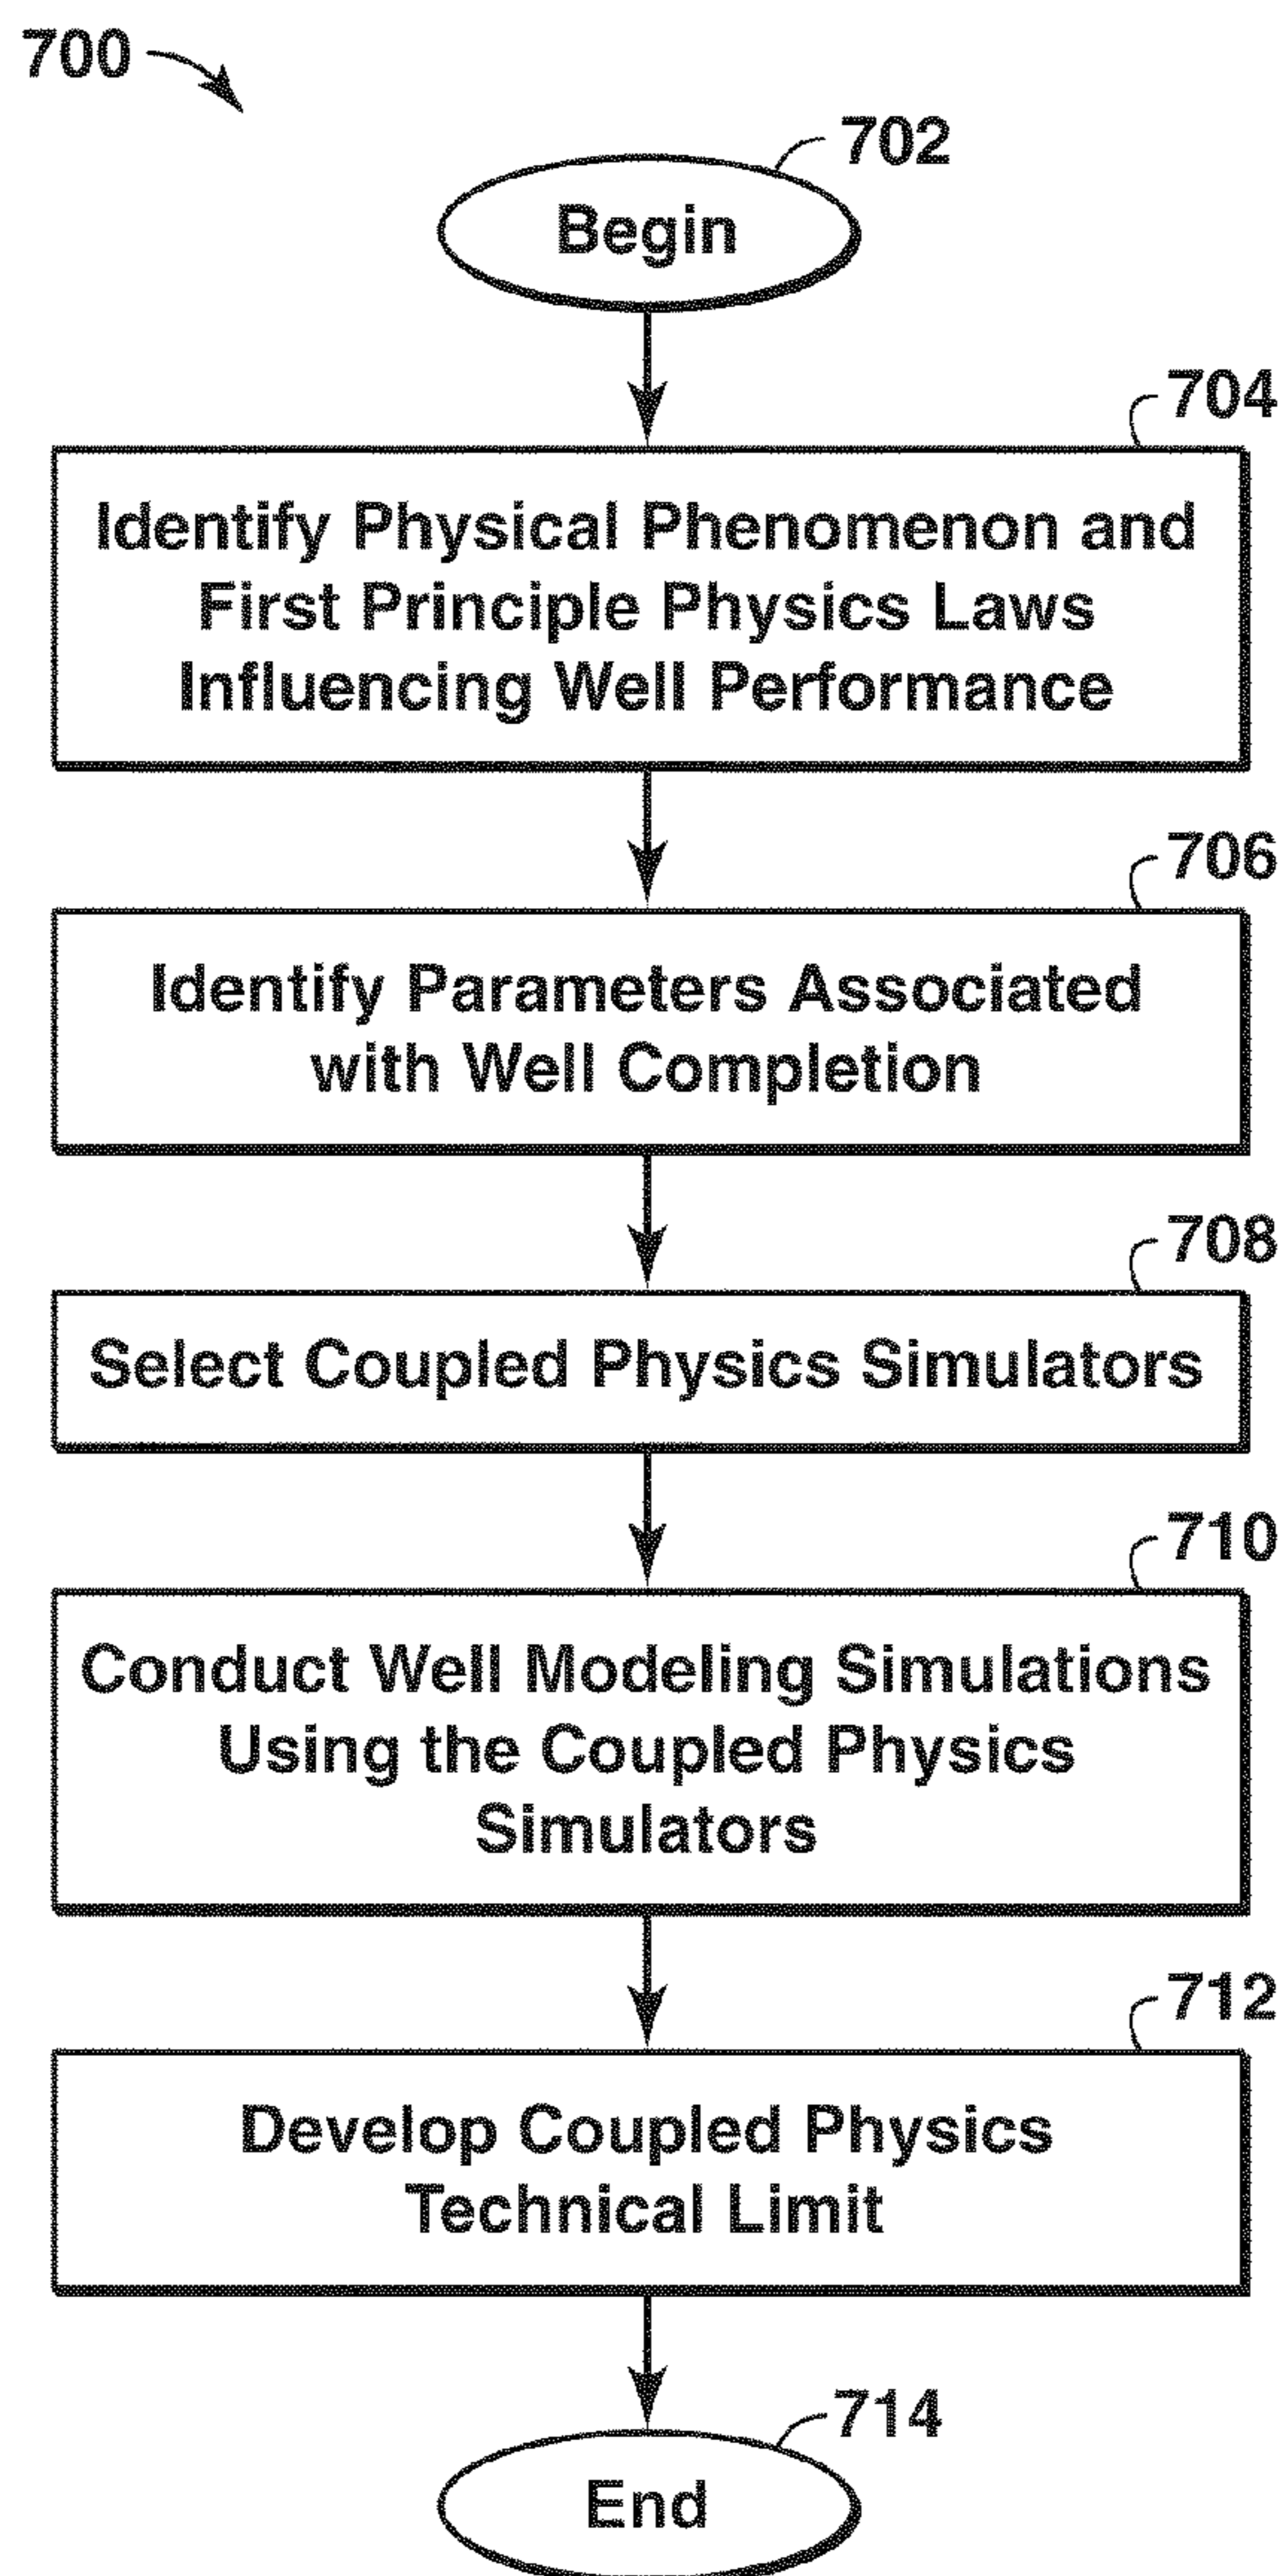 700
702
Begin
704
Identify Physical Phenomenon and
First Principle Physics Laws
Influencing Well Performance
706
Identify Parameters Associated
with Well Completion
708
Select Coupled Physics Simulators
710
Conduct Well Modeling Simulations
Using the Coupled Physics
Simulators
712
Develop Coupled Physics
Technical Limit
714
End